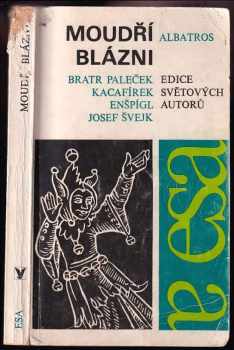 MOUDŘÍ BLÁZNI
ESA
MOUDŘÍ
BLÁZNI
ALBATROS
BRATR PALEČEK
KACAFÍREK
ENŠPÍGL
JOSEF ŠVEJK
EDICE
SVĚTOVÝCH
AUTORŮ
esa